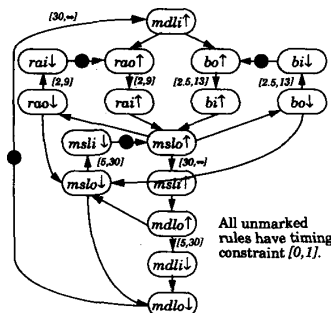 [30,∞]
mdli↑
rai↓
rao↑
bo↑
bi↓
[2,9]
[2,9]
[2.5,13]
[2.5,13]
rao↓
rai↑
bi↑
bo↓
msli↓
mslo↑
[5,30]
[30,∞]
mslo↓
msli↑
mdlo↑
All unmarked
rules have timing
constraint [0,1].
[5,30]
mdli↓
mdlo↓